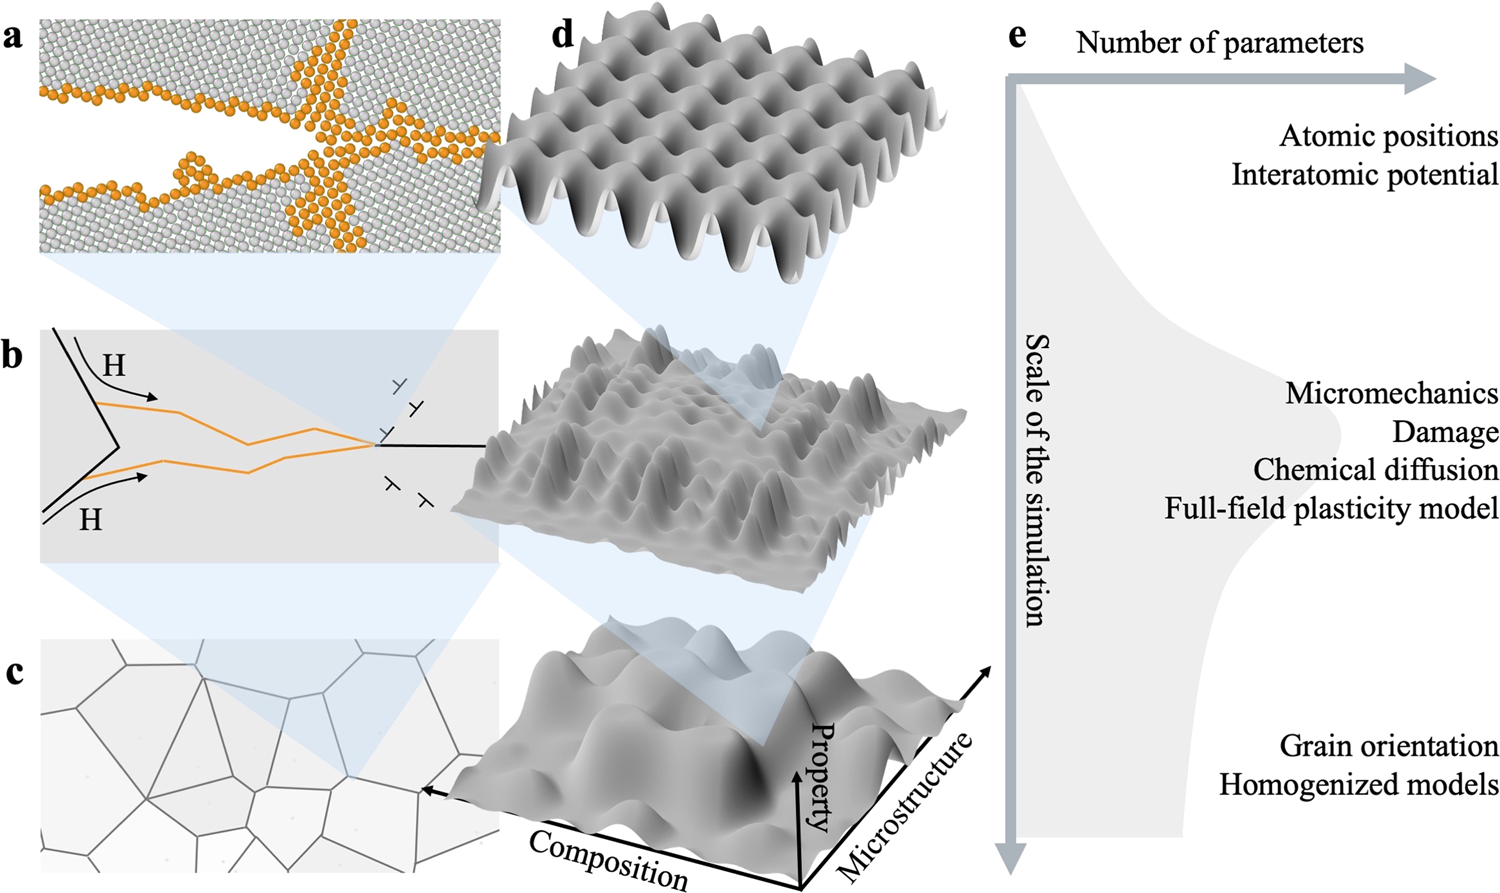 a
d
e
Number of parameters
Atomic positions
Interatomic potential
b
H
H
Scale of the simulation
Micromechanics
Damage
Chemical diffusion
Full-field plasticity model
c
Composition
Property
Microstructure
Grain orientation
Homogenized models